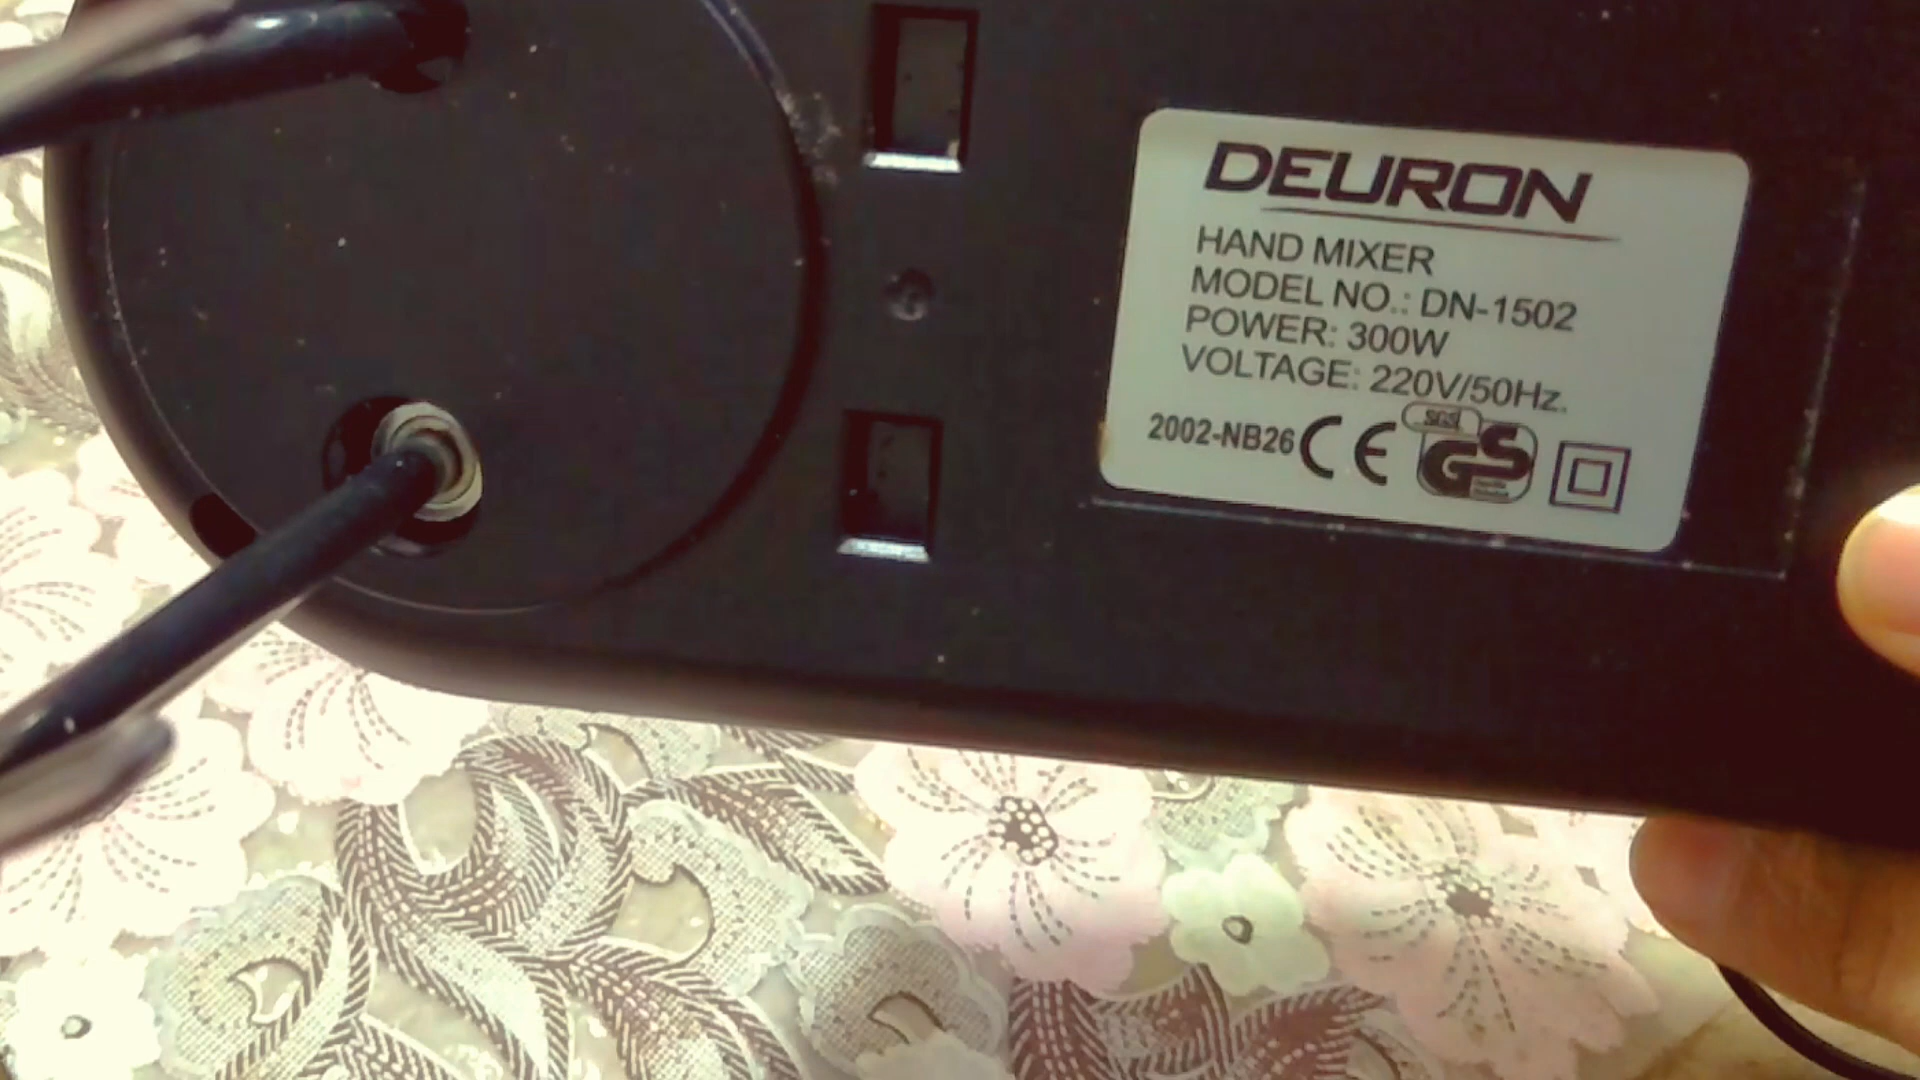 DEURON
HAND MIXER
MODEL NO.: DN-1502
POWER: 300W
VOLTAGE: 220V/50Hz.
2002-NB26 CE GS